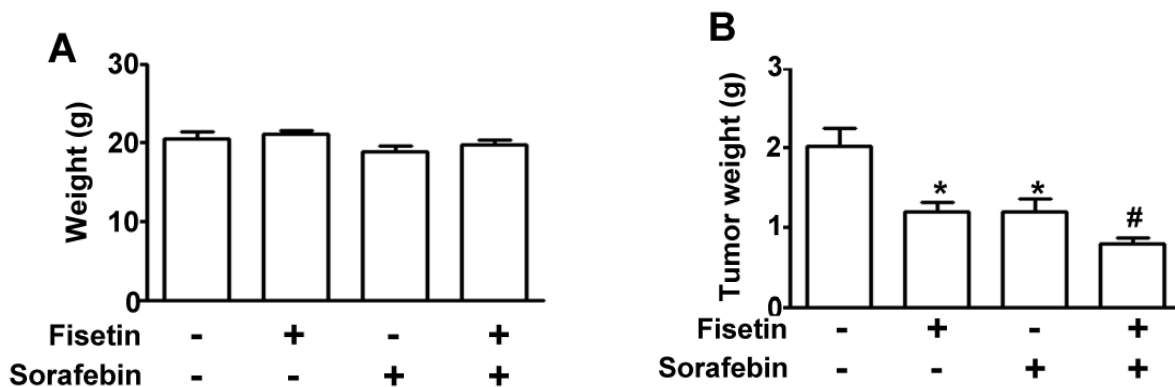 A
30
20
10
0
Weight (g)
Fisetin - + - +
Sorafebin - - + +
B
3
2
1
0
Tumor weight (g)
*
*
#
Fisetin - + - +
Sorafebin - - + +